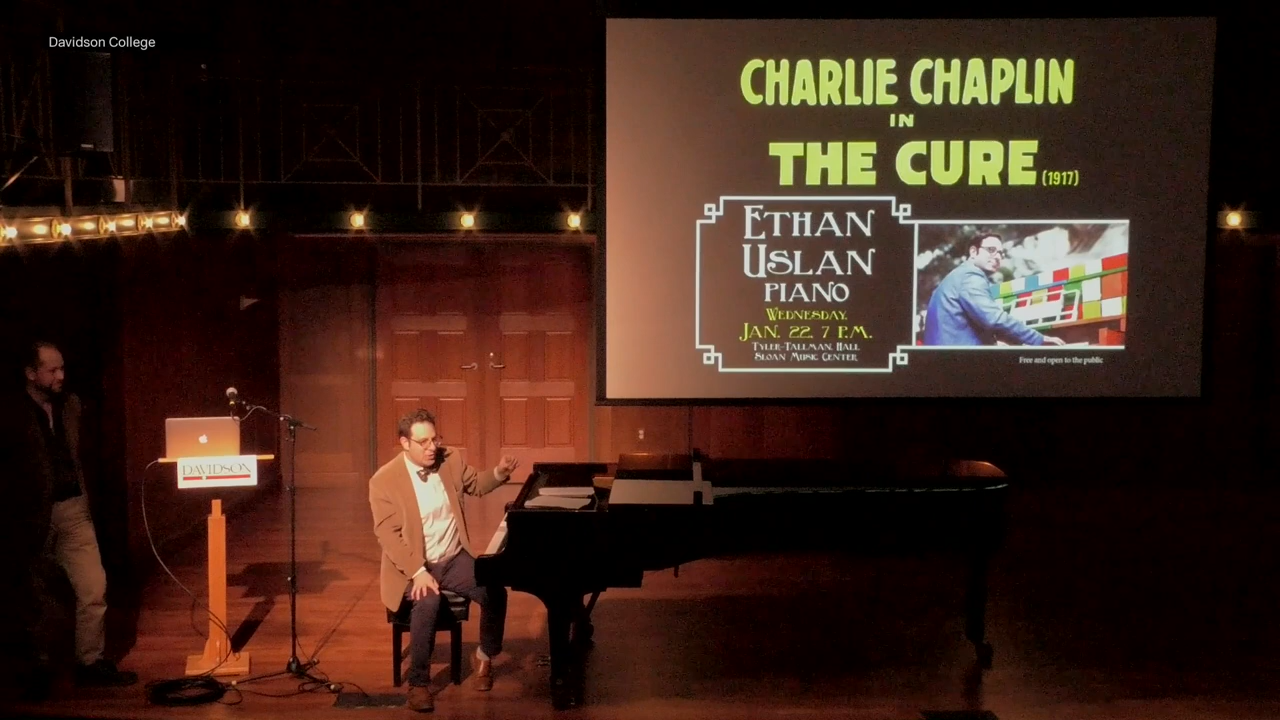 Davidson College
CHARLIE CHAPLIN
IN
THE CURE (1917)
ETHAN
USLAN
PIANO
WEDNESDAY,
JAN. 22, 7 P.M.
TYLER-TALLMAN HALL
SLOAN MUSIC CENTER
Free and open to the public
DAVIDSON